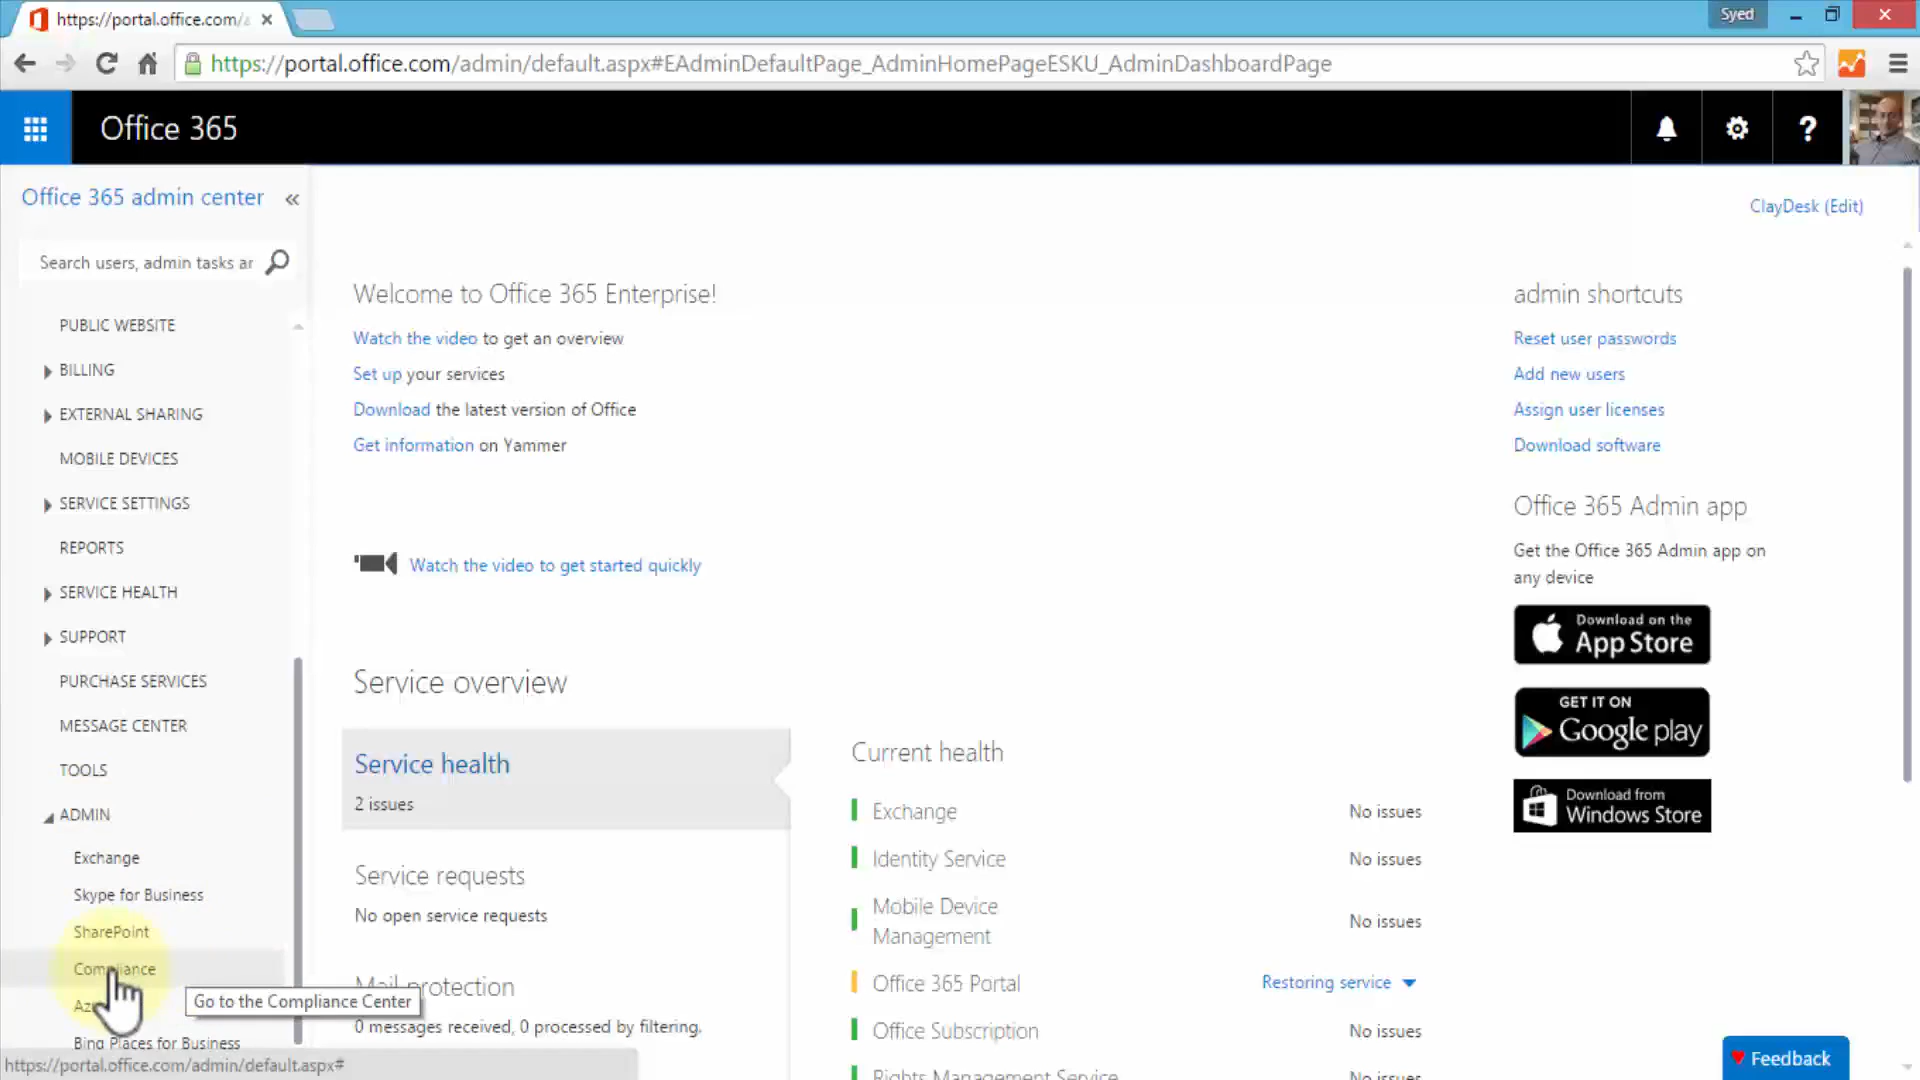 https://portal.office.com/a
Syed
https://portal.office.com/admin/default.aspx#EAdminDefaultPage_AdminHomePageESKU_AdminDashboardPage
Office 365
?
Office 365 admin center «
ClayDesk (Edit)
Search users, admin tasks ar
PUBLIC WEBSITE
BILLING
EXTERNAL SHARING
MOBILE DEVICES
SERVICE SETTINGS
REPORTS
SERVICE HEALTH
SUPPORT
PURCHASE SERVICES
MESSAGE CENTER
TOOLS
ADMIN
Exchange
Skype for Business
SharePoint
Compliance
Go to the Compliance Center
Bing Places for Business
https://portal.office.com/admin/default.aspx#
Welcome to Office 365 Enterprise!
Watch the video to get an overview
Set up your services
Download the latest version of Office
Get information on Yammer
Watch the video to get started quickly
Service overview
Service health
2 issues
Service requests
No open service requests
Mail protection
0 messages received, 0 processed by filtering.
Current health
Exchange No issues
Identity Service No issues
Mobile Device
Management No issues
Office 365 Portal Restoring service
Office Subscription No issues
Rights Management Service No issues
admin shortcuts
Reset user passwords
Add new users
Assign user licenses
Download software
Office 365 Admin app
Get the Office 365 Admin app on
any device
Download on the
App Store
GET IT ON
Google play
Download from
Windows Store
Feedback